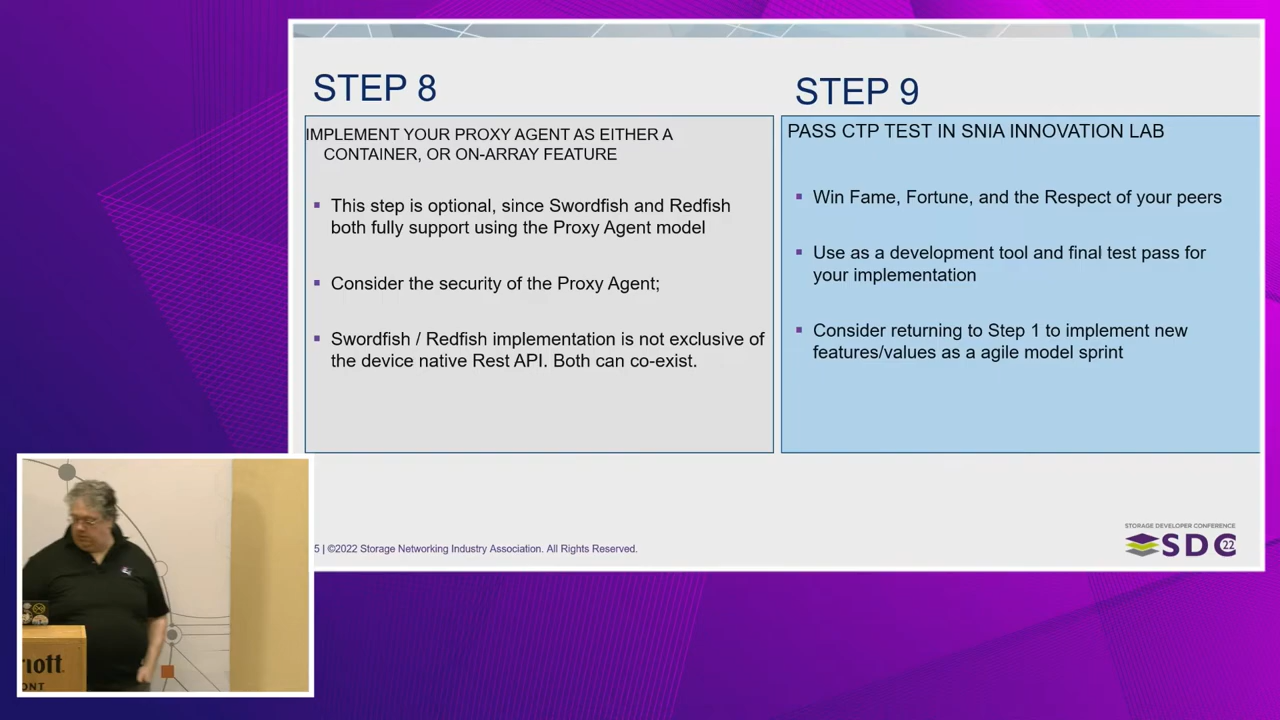 STEP 8
IMPLEMENT YOUR PROXY AGENT AS EITHER A
CONTAINER, OR ON-ARRAY FEATURE
▪ This step is optional, since Swordfish and Redfish
both fully support using the Proxy Agent model
▪ Consider the security of the Proxy Agent;
▪ Swordfish / Redfish implementation is not exclusive of
the device native Rest API. Both can co-exist.
STEP 9
PASS CTP TEST IN SNIA INNOVATION LAB
▪ Win Fame, Fortune, and the Respect of your peers
▪ Use as a development tool and final test pass for
your implementation
▪ Consider returning to Step 1 to implement new
features/values as a agile model sprint
5 | ©2022 Storage Networking Industry Association. All Rights Reserved.
STORAGE DEVELOPER CONFERENCE
SDC 22